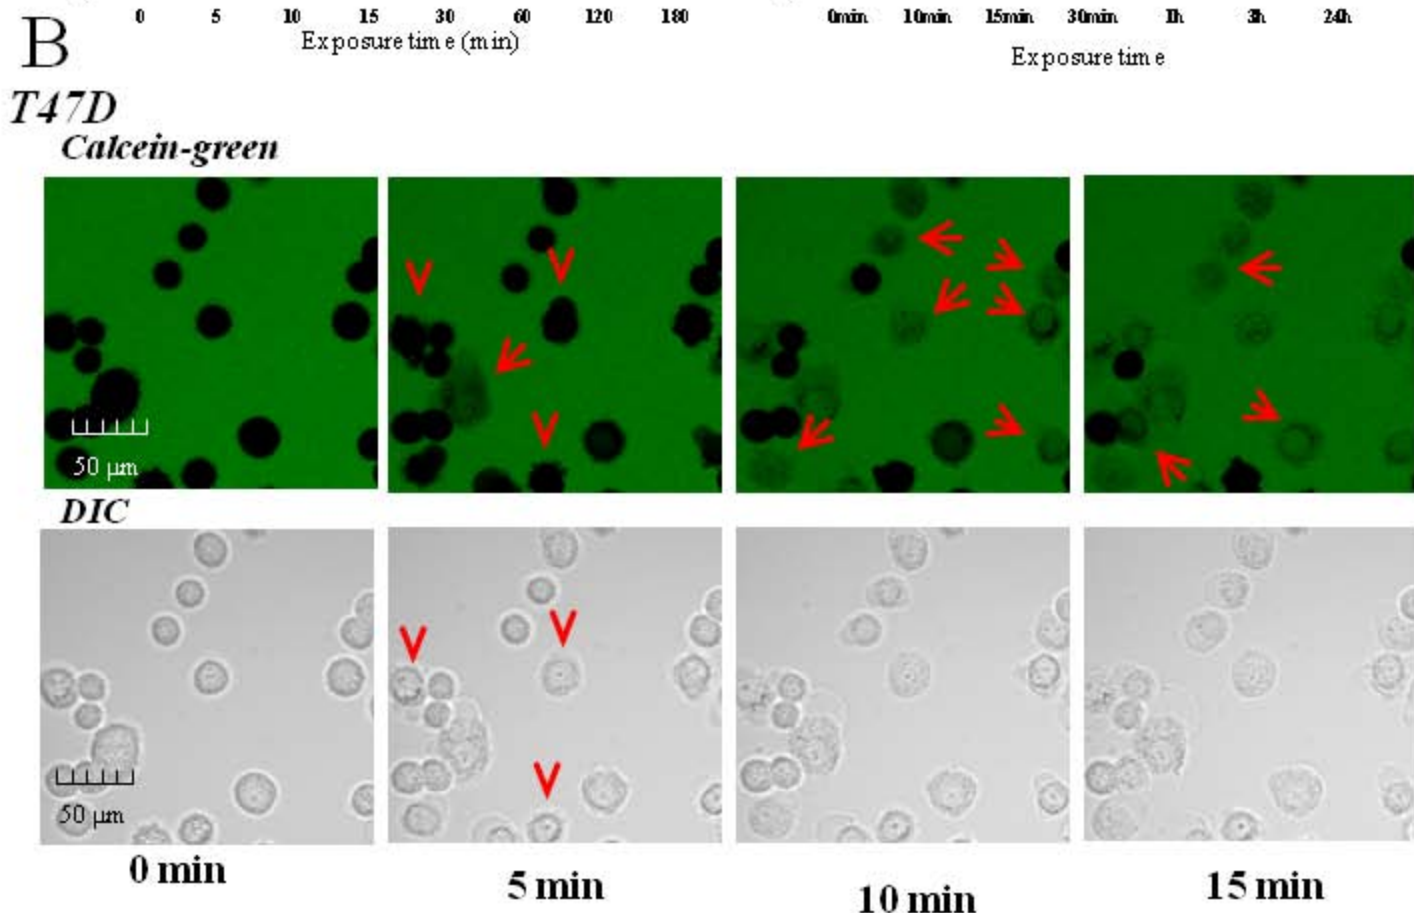 0 5 10 15 30 60 120 180
Exposure time (min)
0min 10min 15min 30min 1h 3h 24h
Exposure time
B
T47D
Calcein-green
50 µm
DIC
50 µm
0 min
5 min
10 min
15 min